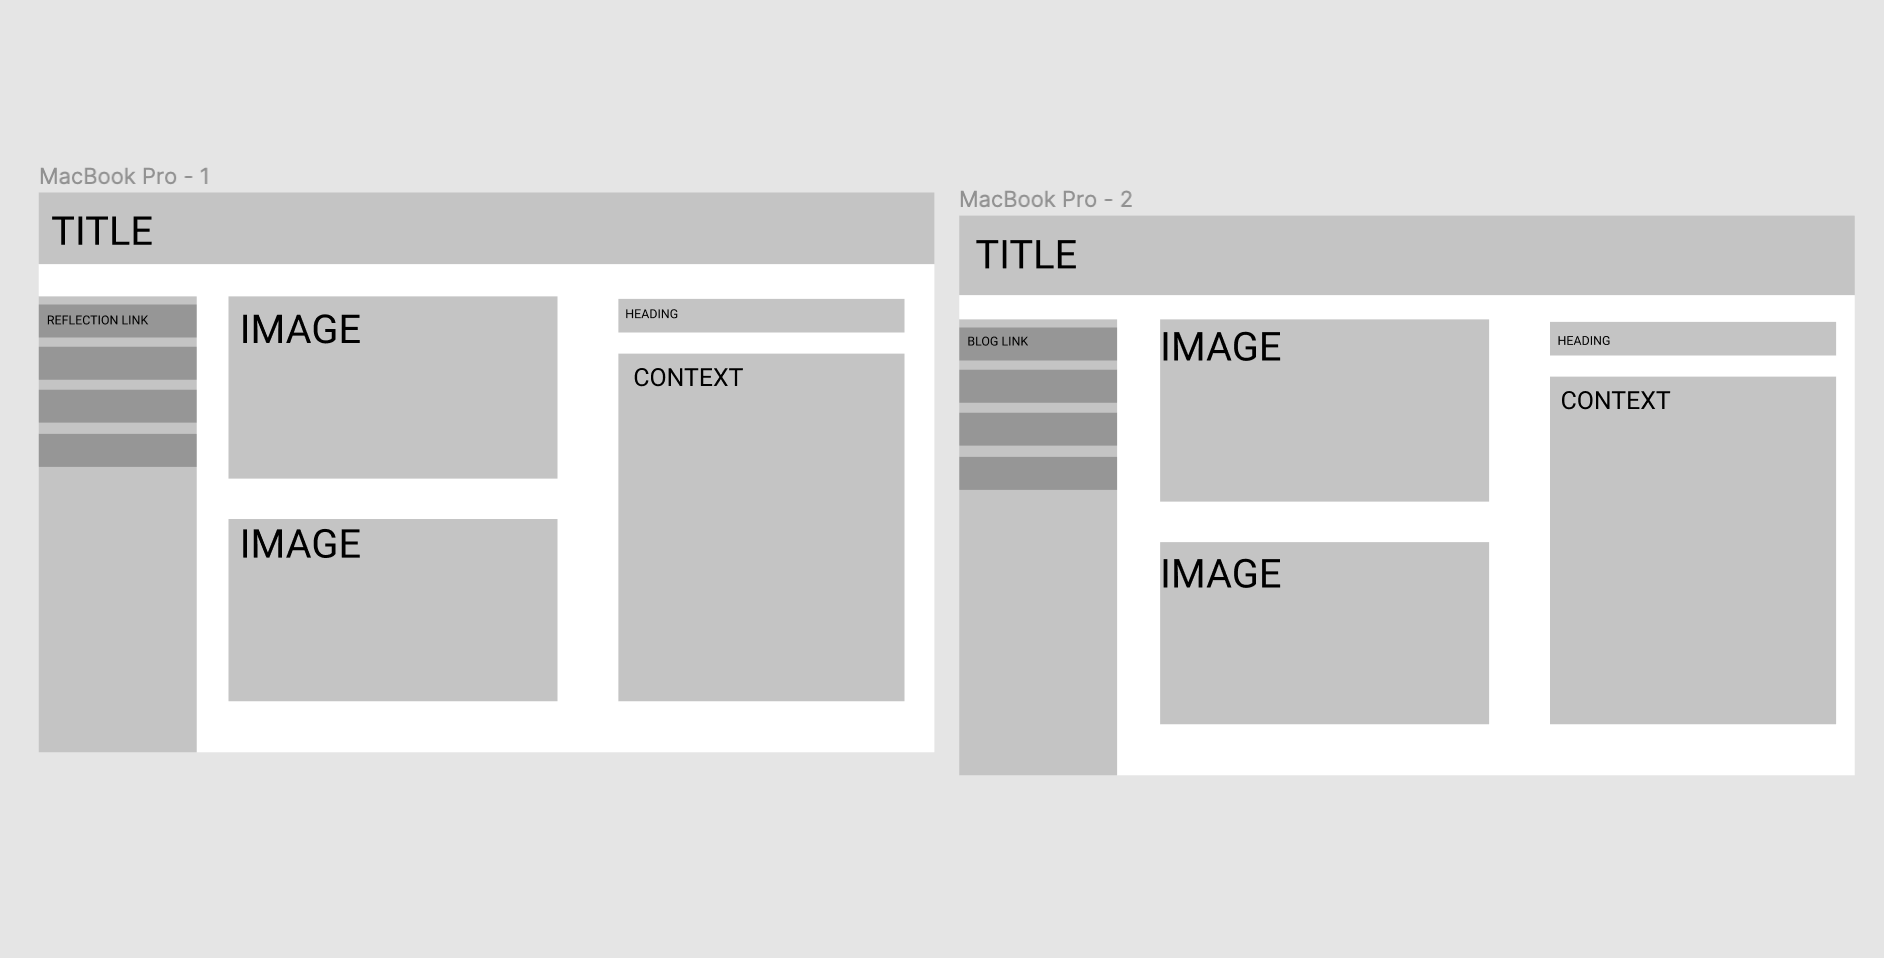 MacBook Pro - 1
TITLE
REFLECTION LINK
IMAGE
IMAGE
HEADING
CONTEXT
MacBook Pro - 2
TITLE
BLOG LINK
IMAGE
IMAGE
HEADING
CONTEXT